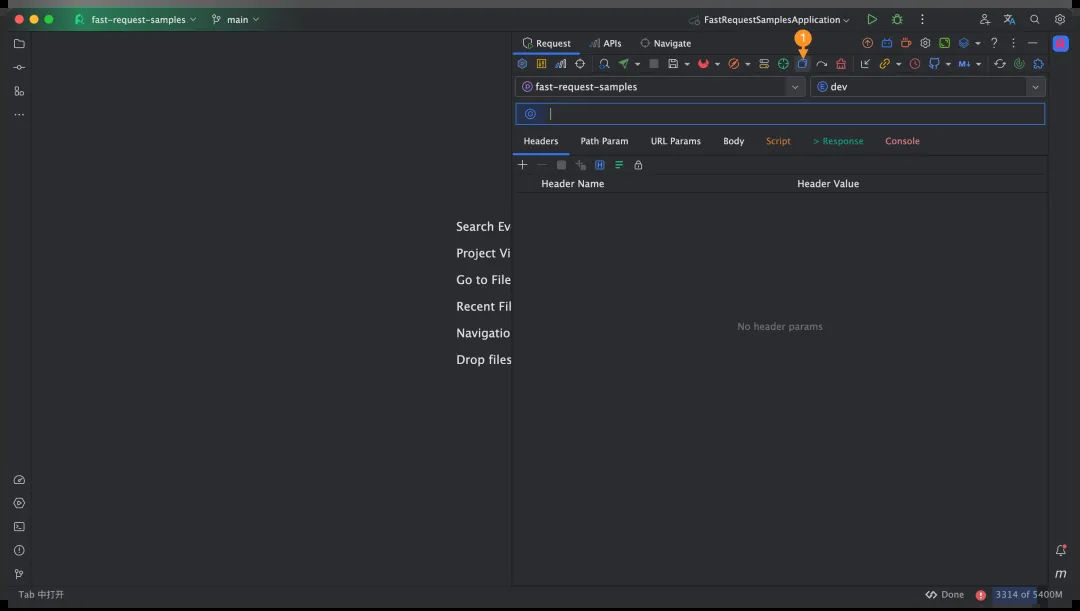 fast-request-samples main FastRequestSamplesApplication
1
Request APIs Navigate
M↓
fast-request-samples dev
Headers Path Param URL Params Body Script > Response Console
Header Name Header Value
Search Ev
Project Vi
Go to File
Recent Fil
Navigatio
Drop files
No header params
Tab 中打开 Done 3314 of 5400M